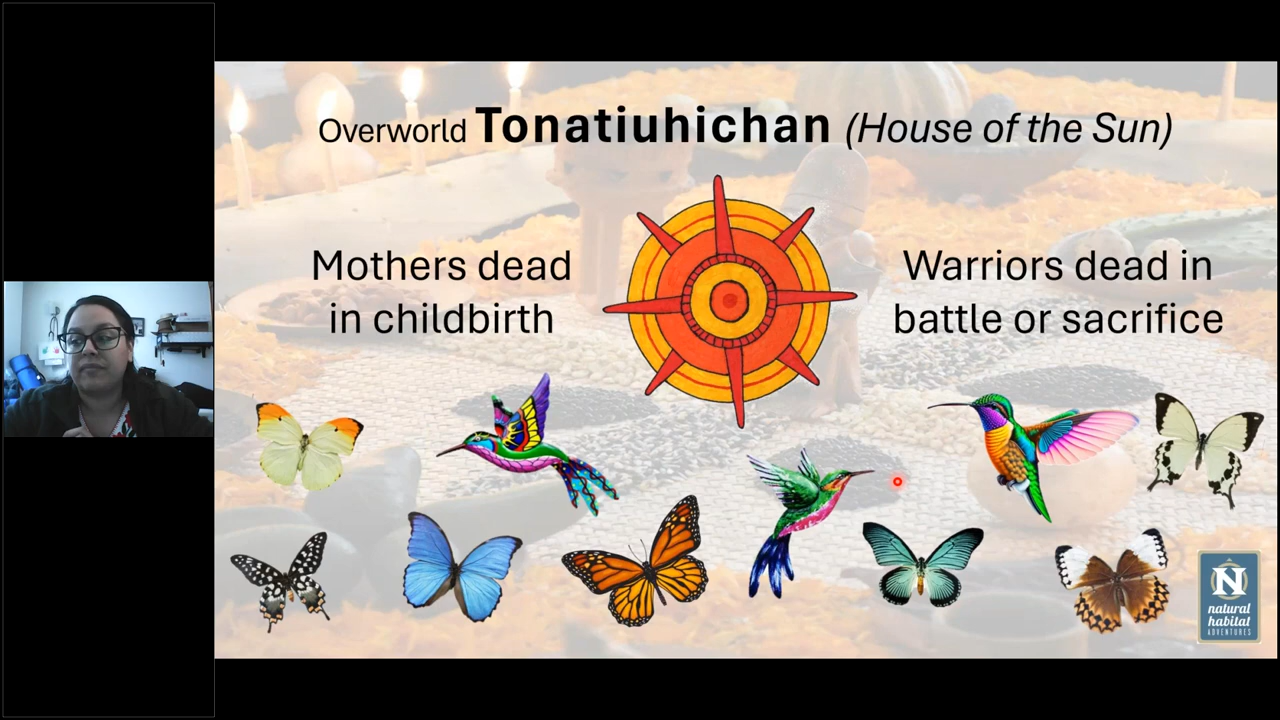 Overworld Tonatiuhichan (House of the Sun)
Mothers dead
in childbirth
Warriors dead in
battle or sacrifice
N
natural
habitat
ADVENTURES